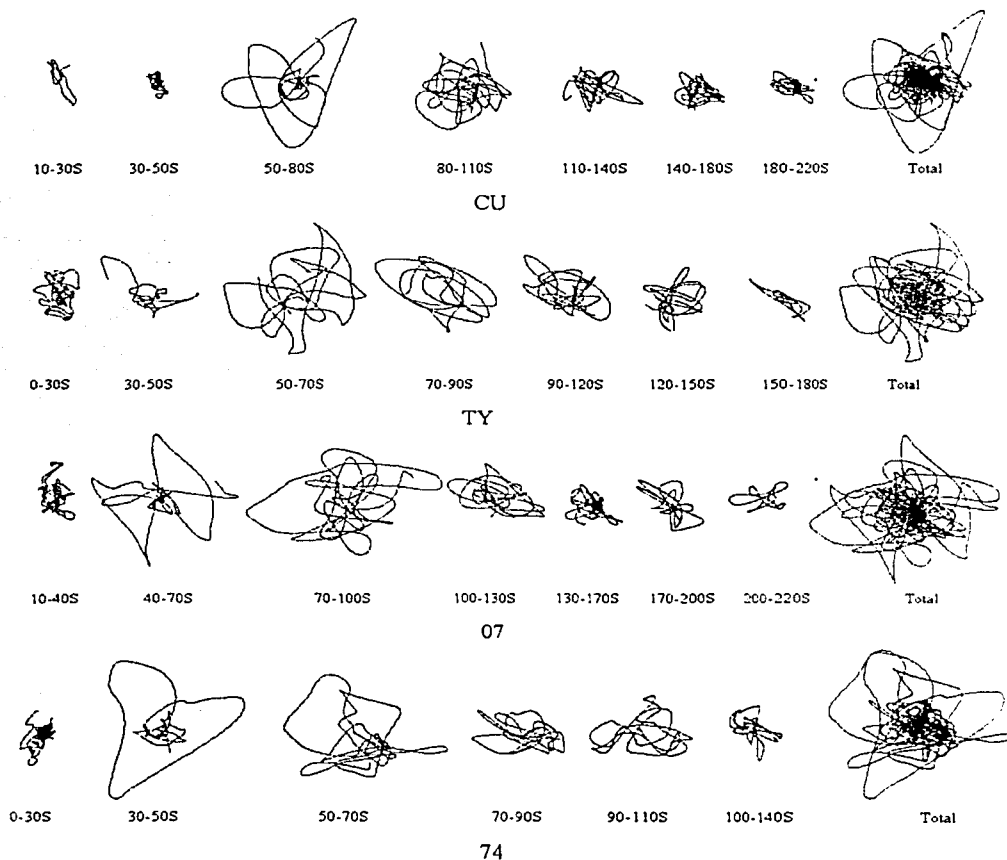 10-30S 30-50S 50-80S 80-110S 110-140S 140-180S 180-220S Total
CU
0-30S 30-50S 50-70S 70-90S 90-120S 120-150S 150-180S Total
TY
10-40S 40-70S 70-100S 100-130S 130-170S 170-200S 200-220S Total
07
0-30S 30-50S 50-70S 70-90S 90-110S 100-140S Total
74